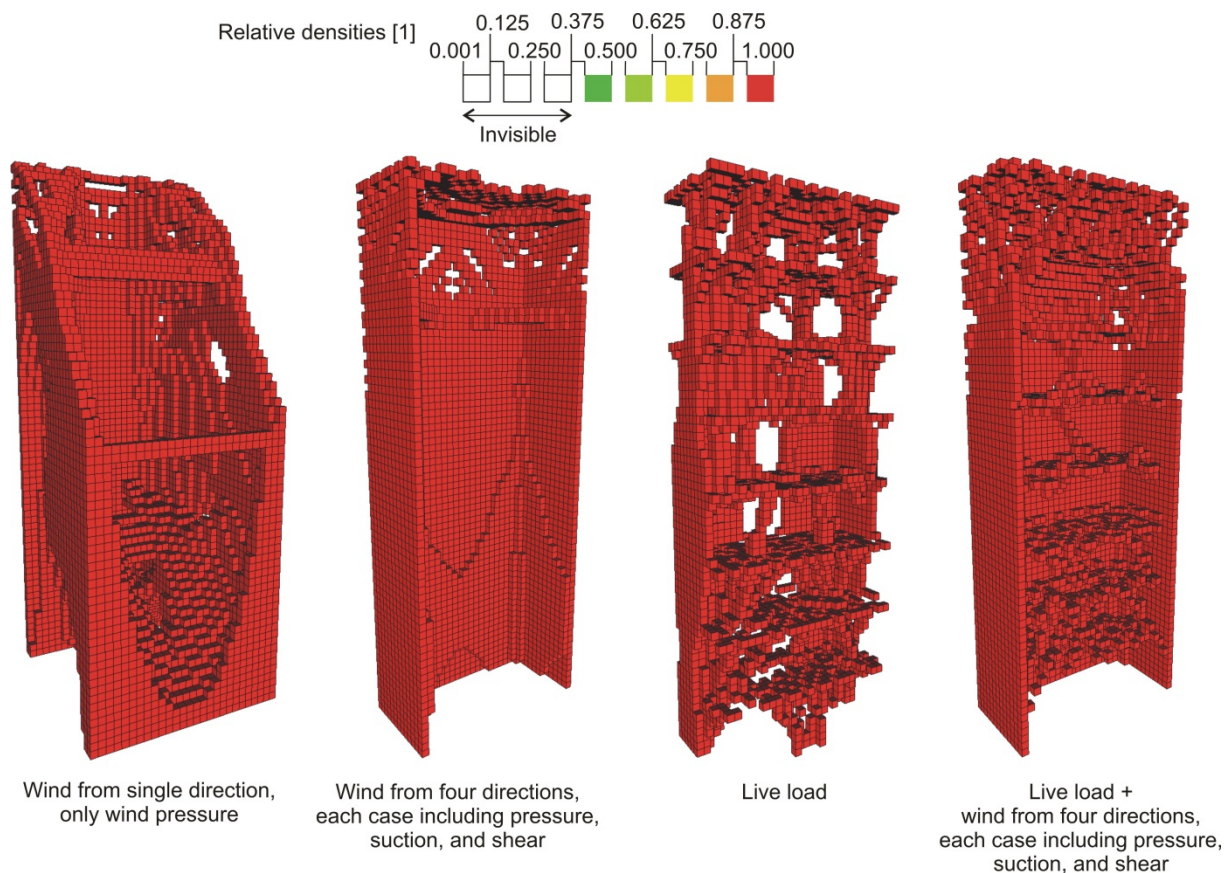 Relative densities [1]
0.125 0.375 0.625 0.875
0.001 0.250 0.500 0.750 1.000
Invisible
Wind from single direction,
only wind pressure
Wind from four directions,
each case including pressure,
suction, and shear
Live load
Live load +
wind from four directions,
each case including pressure,
suction, and shear